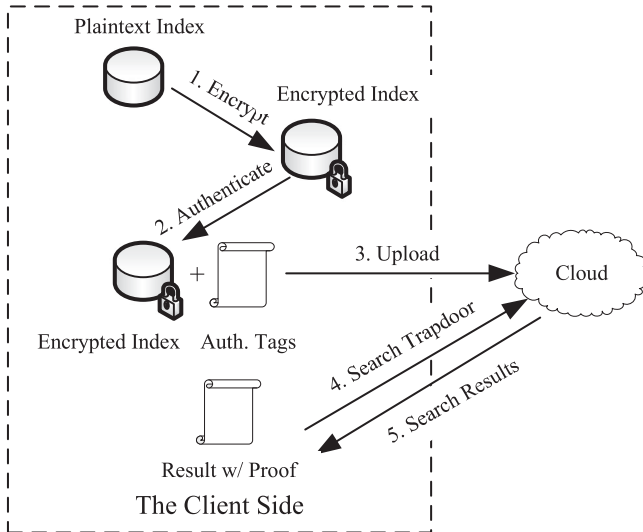 Plaintext Index
1. Encrypt
Encrypted Index
2. Authenticate
+
3. Upload
Cloud
Encrypted Index
Auth. Tags
4. Search Trapdoor
5. Search Results
Result w/ Proof
The Client Side